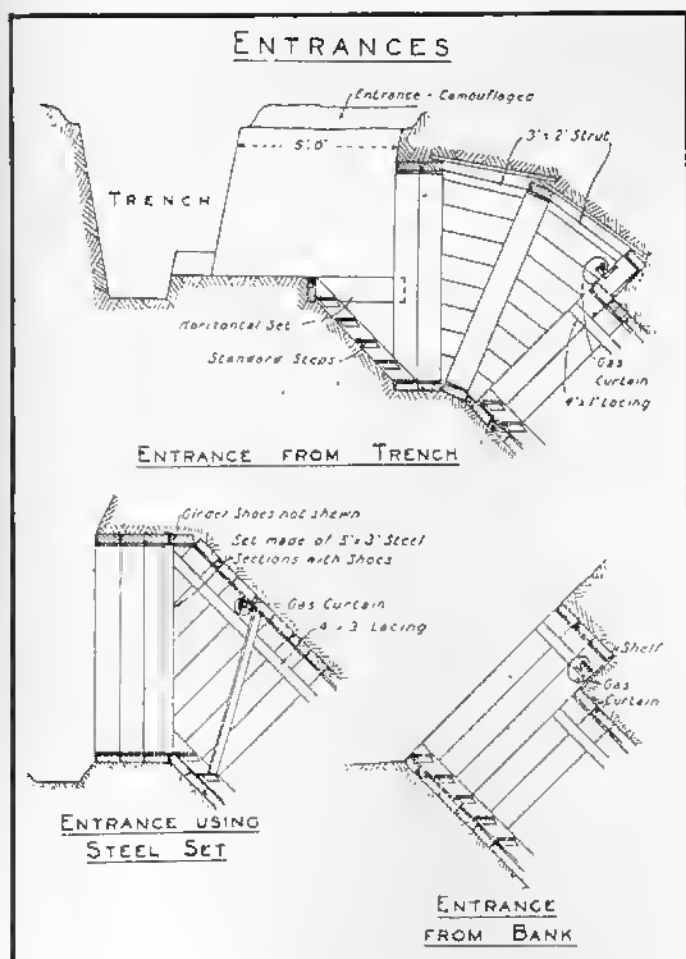 ENTRANCES
Entrance - Camouflaged
5' 0"
3" x 2" Strut
TRENCH
Horizontal Set
Standard Steps
Gas
Curtain
4" x 1" Lacing
ENTRANCE FROM TRENCH
Girder Shoes not shewn
Set made of 5" x 3" Steel
Sections with Shoes
Gas Curtain
4 x 3 Lacing
Shelf
Gas
Curtain
ENTRANCE USING
STEEL SET
ENTRANCE
FROM BANK